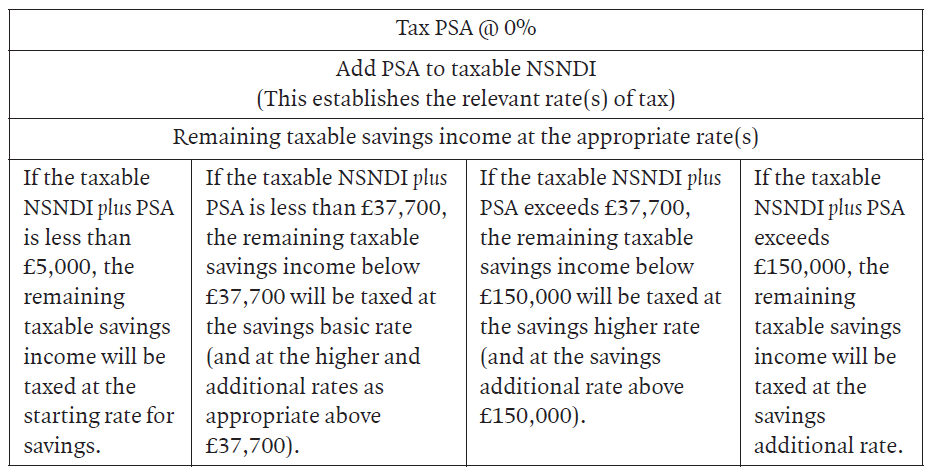 Tax PSA @ 0%
Add PSA to taxable NSNDI
(This establishes the relevant rate(s) of tax)
Remaining taxable savings income at the appropriate rate(s)
If the taxable
NSNDI plus PSA
is less than
£5,000, the
remaining
taxable savings
income will be
taxed at the
starting rate for
savings.
If the taxable NSNDI plus
PSA is less than £37,700,
the remaining taxable
savings income below
£37,700 will be taxed at
the savings basic rate
(and at the higher and
additional rates as
appropriate above
£37,700).
If the taxable NSNDI plus
PSA exceeds £37,700,
the remaining taxable
savings income below
£150,000 will be taxed at
the savings higher rate
(and at the savings
additional rate above
£150,000).
If the taxable
NSNDI plus PSA
exceeds
£150,000, the
remaining
taxable savings
income will be
taxed at the
savings
additional rate.